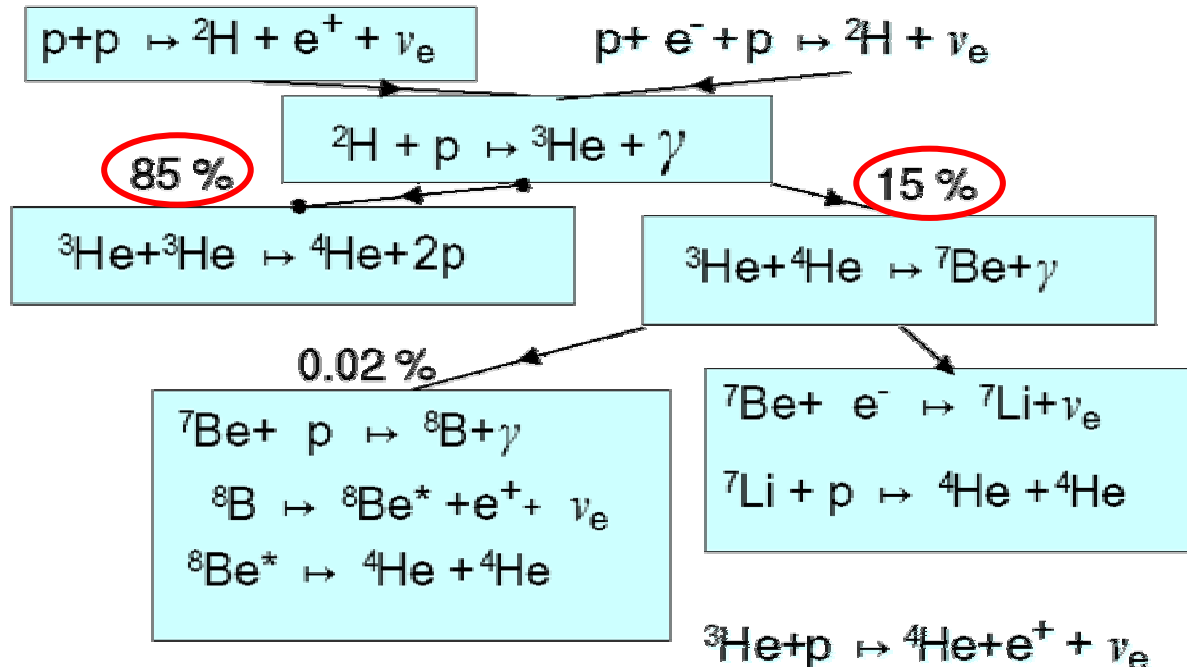 p+p ↦ ²H + e⁺ + νₑ
p+ e⁻+p ↦ ²H + νₑ
²H + p ↦ ³He + γ
85 %
15 %
³He+³He ↦ ⁴He+2p
³He+⁴He ↦ ⁷Be+γ
0.02 %
⁷Be+ p ↦ ⁸B+γ
⁸B ↦ ⁸Be* +e⁺+ νₑ
⁸Be* ↦ ⁴He +⁴He
⁷Be+ e⁻ ↦ ⁷Li+νₑ
⁷Li + p ↦ ⁴He +⁴He
³He+p ↦ ⁴He+e⁺ + νₑ